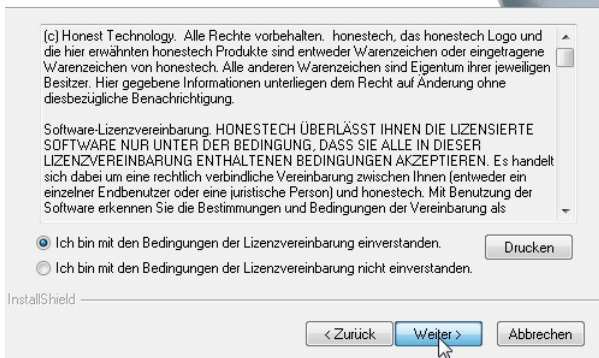 (c) Honest Technology. Alle Rechte vorbehalten. honestech, das honestech Logo und
die hier erwähnten honestech Produkte sind entweder Warenzeichen oder eingetragene
Warenzeichen von honestech. Alle anderen Warenzeichen sind Eigentum ihrer jeweiligen
Besitzer. Hier gegebene Informationen unterliegen dem Recht auf Änderung ohne
diesbezügliche Benachrichtigung.
Software-Lizenzvereinbarung. HONESTECH ÜBERLÄSST IHNEN DIE LIZENSIERTE
SOFTWARE NUR UNTER DER BEDINGUNG, DASS SIE ALLE IN DIESER
LIZENZVEREINBARUNG ENTHALTENEN BEDINGUNGEN AKZEPTIEREN. Es handelt
sich dabei um eine rechtlich verbindliche Vereinbarung zwischen Ihnen (entweder ein
einzelner Endbenutzer oder eine juristische Person) und honestech. Mit Benutzung der
Software erkennen Sie die Bestimmungen und Bedingungen der Vereinbarung als
Ich bin mit den Bedingungen der Lizenzvereinbarung einverstanden.
Drucken
Ich bin mit den Bedingungen der Lizenzvereinbarung nicht einverstanden.
InstallShield
< Zurück Weiter > Abbrechen